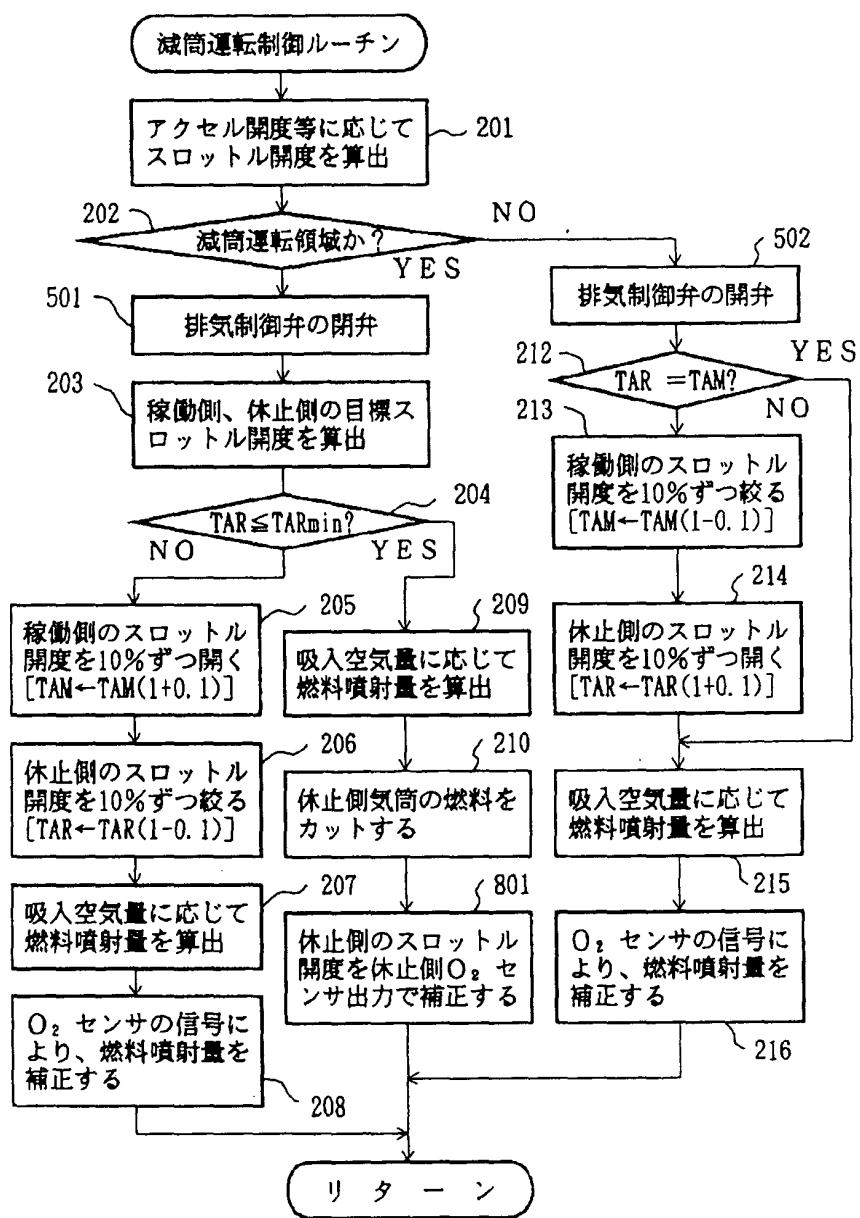 減筒運転制御ルーチン
アクセル開度等に応じて
スロットル開度を算出
201
202
減筒運転領域か?
NO
YES
501
排気制御弁の閉弁
502
排気制御弁の開弁
203
稼働側、休止側の目標ス
ロットル開度を算出
212
TAR =TAM?
YES
NO
204
TAR≦TARmin?
NO
YES
213
稼働側のスロットル
開度を10%ずつ絞る
[TAM←TAM(1-0.1)]
205
稼働側のスロットル
開度を10%ずつ開く
[TAM←TAM(1+0.1)]
209
吸入空気量に応じて
燃料噴射量を算出
214
休止側のスロットル
開度を10%ずつ開く
[TAR←TAR(1+0.1)]
206
休止側のスロットル
開度を10%ずつ絞る
[TAR←TAR(1-0.1)]
210
休止側気筒の燃料を
カットする
吸入空気量に応じて
燃料噴射量を算出
215
207
吸入空気量に応じて
燃料噴射量を算出
801
休止側のスロットル
開度を休止側O₂ セ
ンサ出力で補正する
O₂ センサの信号に
より、燃料噴射量を
補正する
216
O₂ センサの信号に
より、燃料噴射量を
補正する
208
リターン